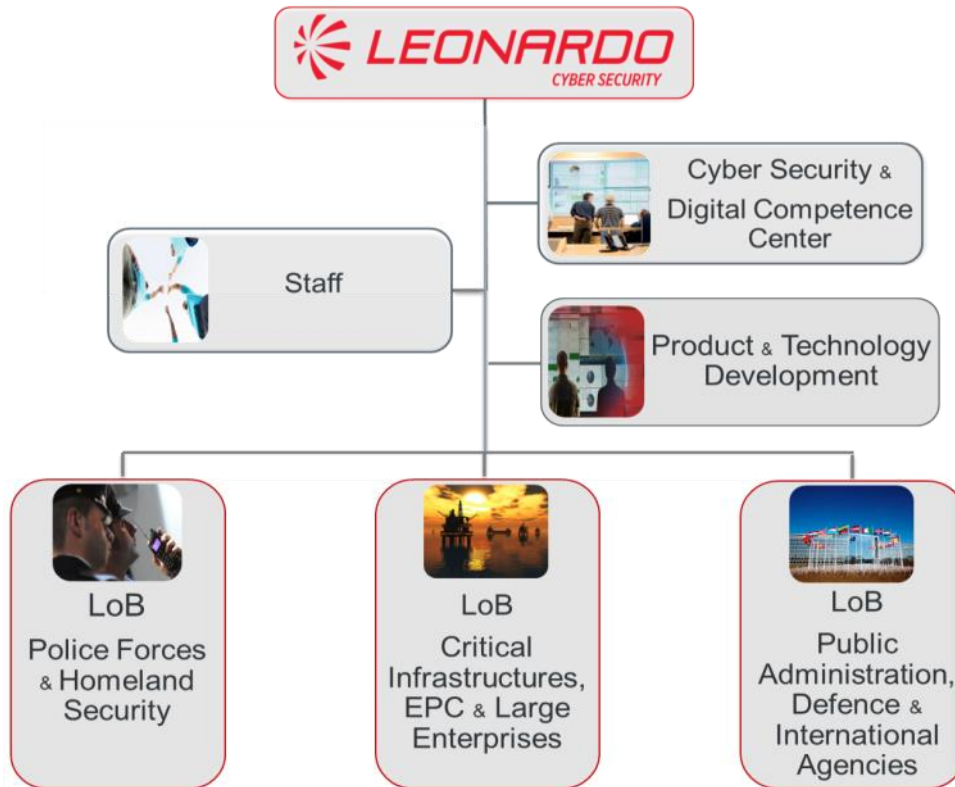 LEONARDO
CYBER SECURITY
Cyber Security &
Digital Competence
Center
Staff
Product & Technology
Development
LoB
Police Forces
& Homeland
Security
LoB
Critical
Infrastructures,
EPC & Large
Enterprises
LoB
Public
Administration,
Defence &
International
Agencies